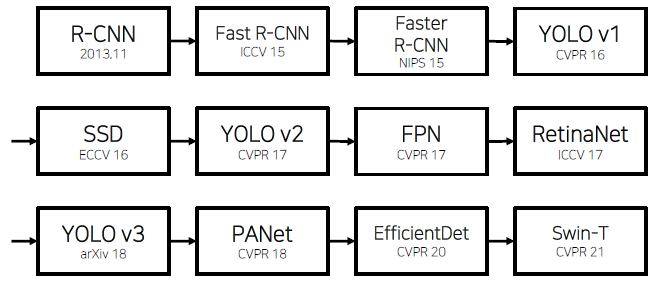 R-CNN
2013.11
Fast R-CNN
ICCV 15
Faster
R-CNN
NIPS 15
YOLO v1
CVPR 16
SSD
ECCV 16
YOLO v2
CVPR 17
FPN
CVPR 17
RetinaNet
ICCV 17
YOLO v3
arXiv 18
PANet
CVPR 18
EfficientDet
CVPR 20
Swin-T
CVPR 21